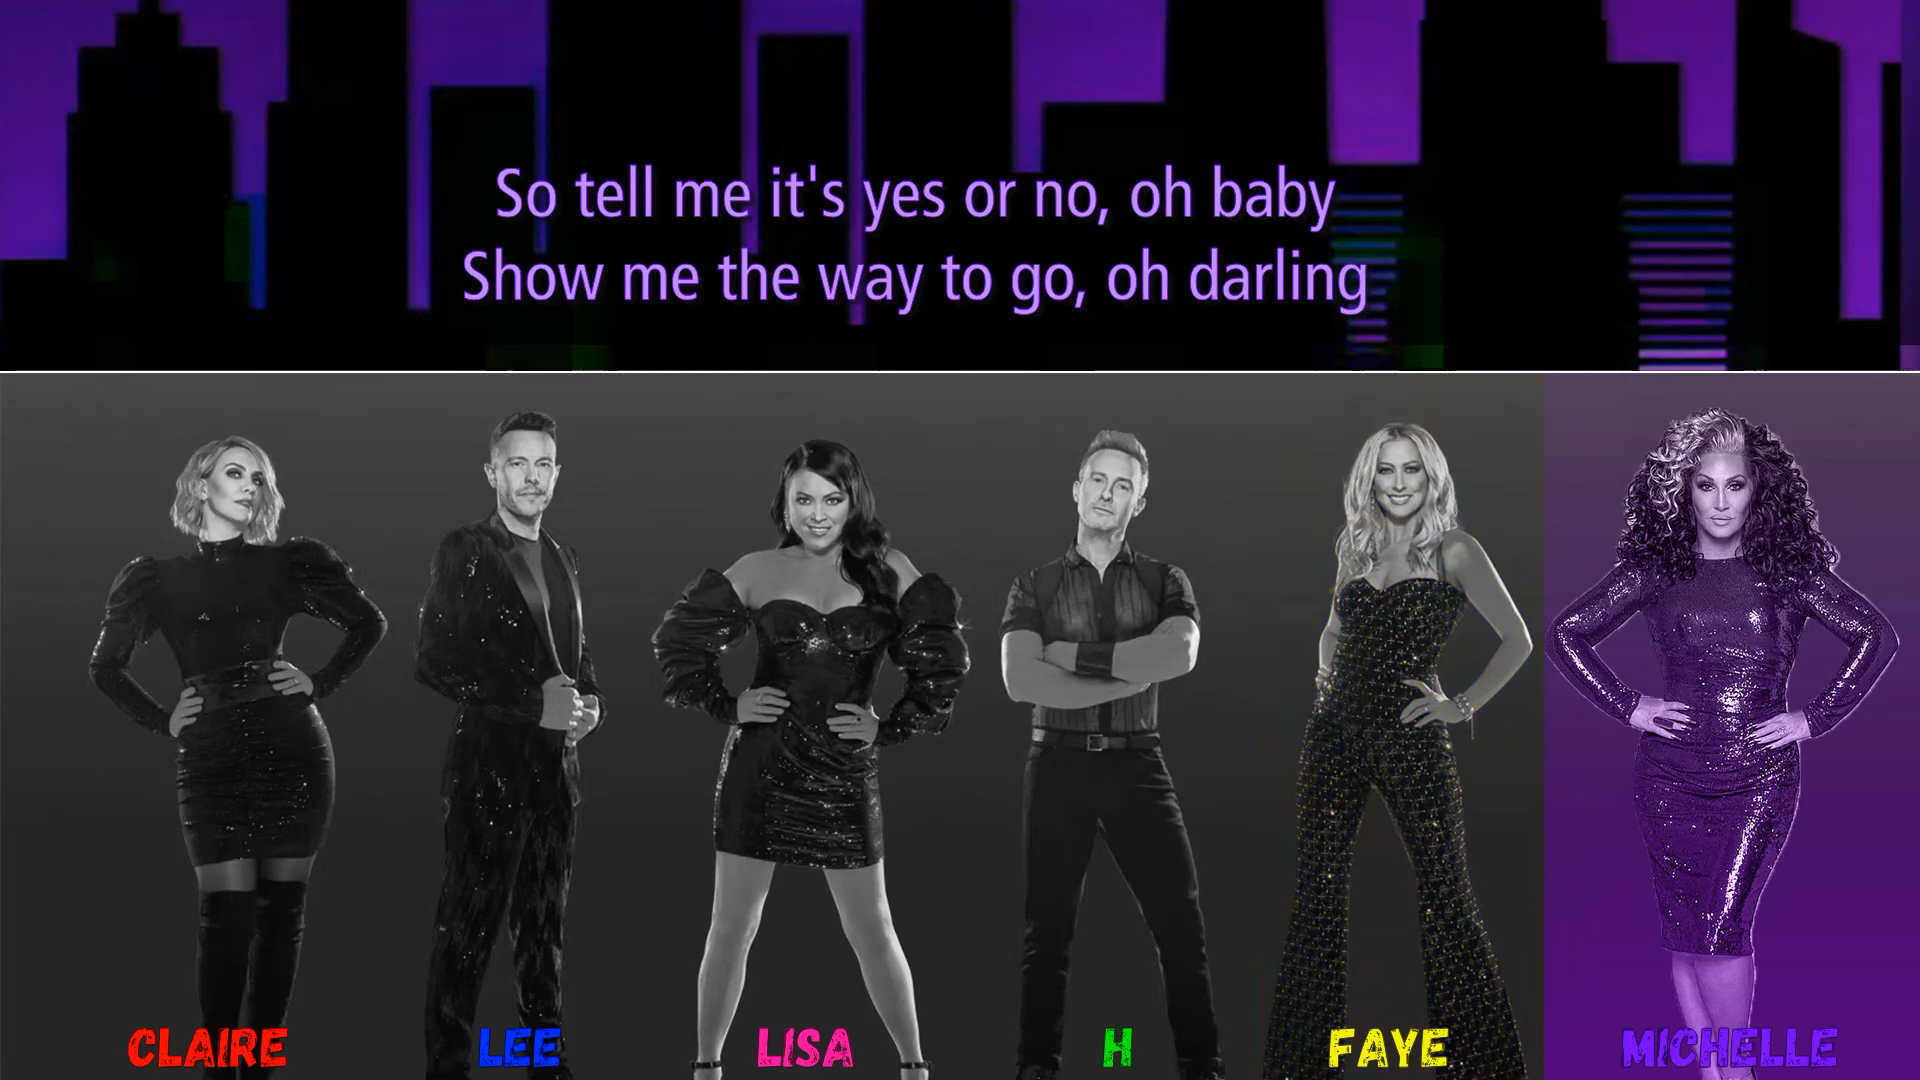 So tell me it's yes or no, oh baby
Show me the way to go, oh darling
CLAIRE LEE LISA H FAYE MICHELLE